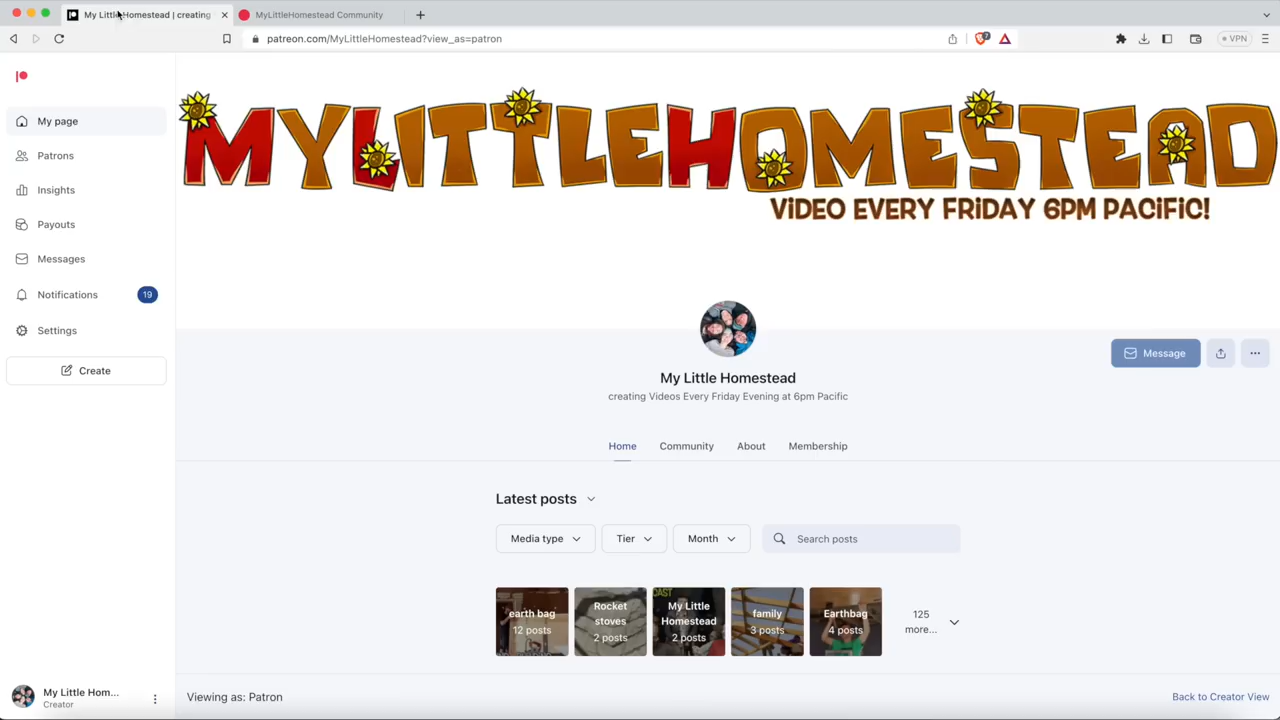 My LittleHomestead | creating
MyLittleHomestead Community
patreon.com/MyLittleHomestead?view_as=patron
7
VPN
MYLITTLEHOMESTEAD
VIDEO EVERY FRIDAY 6PM PACIFIC!
My page
Patrons
Insights
Payouts
Messages
Notifications 19
Settings
Create
Message
My Little Homestead
creating Videos Every Friday Evening at 6pm Pacific
Home Community About Membership
Latest posts
Media type Tier Month Search posts
earth bag
12 posts
Rocket
stoves
2 posts
My Little
Homestead
2 posts
family
3 posts
Earthbag
4 posts
125
more...
My Little Hom...
Creator
Viewing as: Patron
Back to Creator View